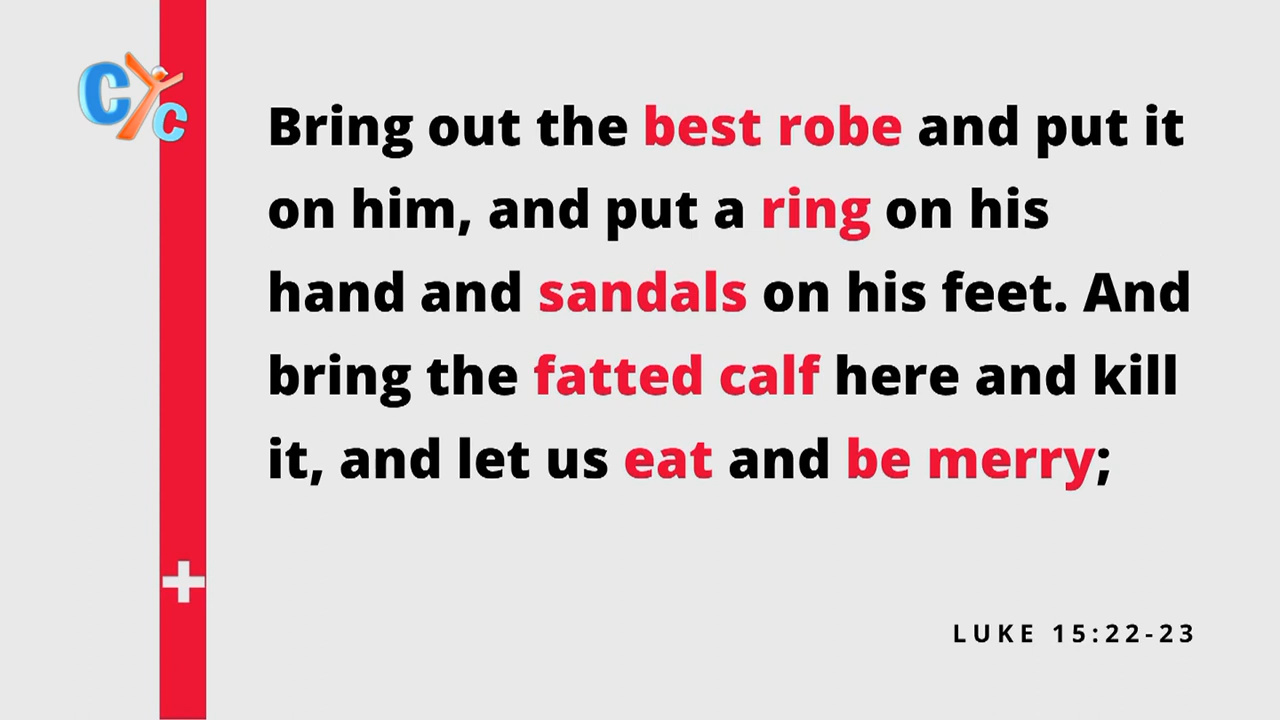 CYC
Bring out the best robe and put it
on him, and put a ring on his
hand and sandals on his feet. And
bring the fatted calf here and kill
it, and let us eat and be merry;
LUKE 15:22-23